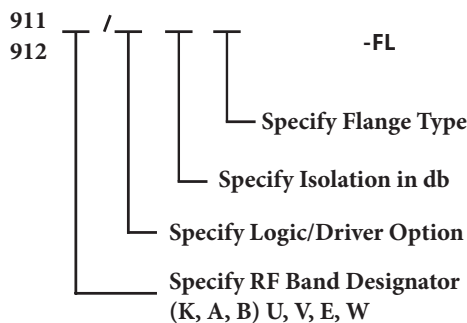 911
912
/
-FL
Specify Flange Type
Specify Isolation in db
Specify Logic/Driver Option
Specify RF Band Designator
(K, A, B) U, V, E, W